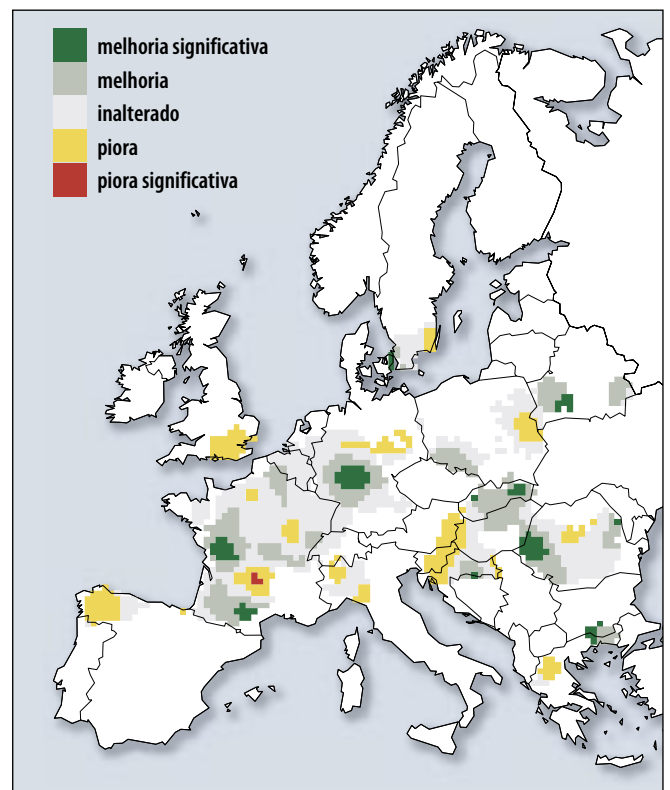 melhoria significativa
melhoria
inalterado
piora
piora significativa